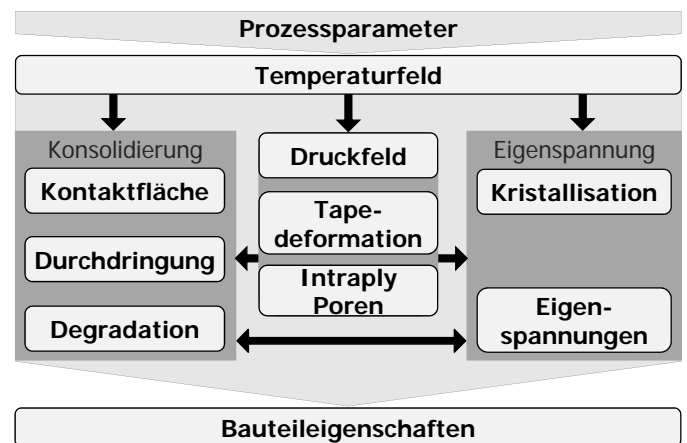 Prozessparameter
Temperaturfeld
Konsolidierung
Kontaktfläche
Durchdringung
Degradation
Druckfeld
Tape-
deformation
Intraply
Poren
Eigenspannung
Kristallisation
Eigen-
spannungen
Bauteileigenschaften